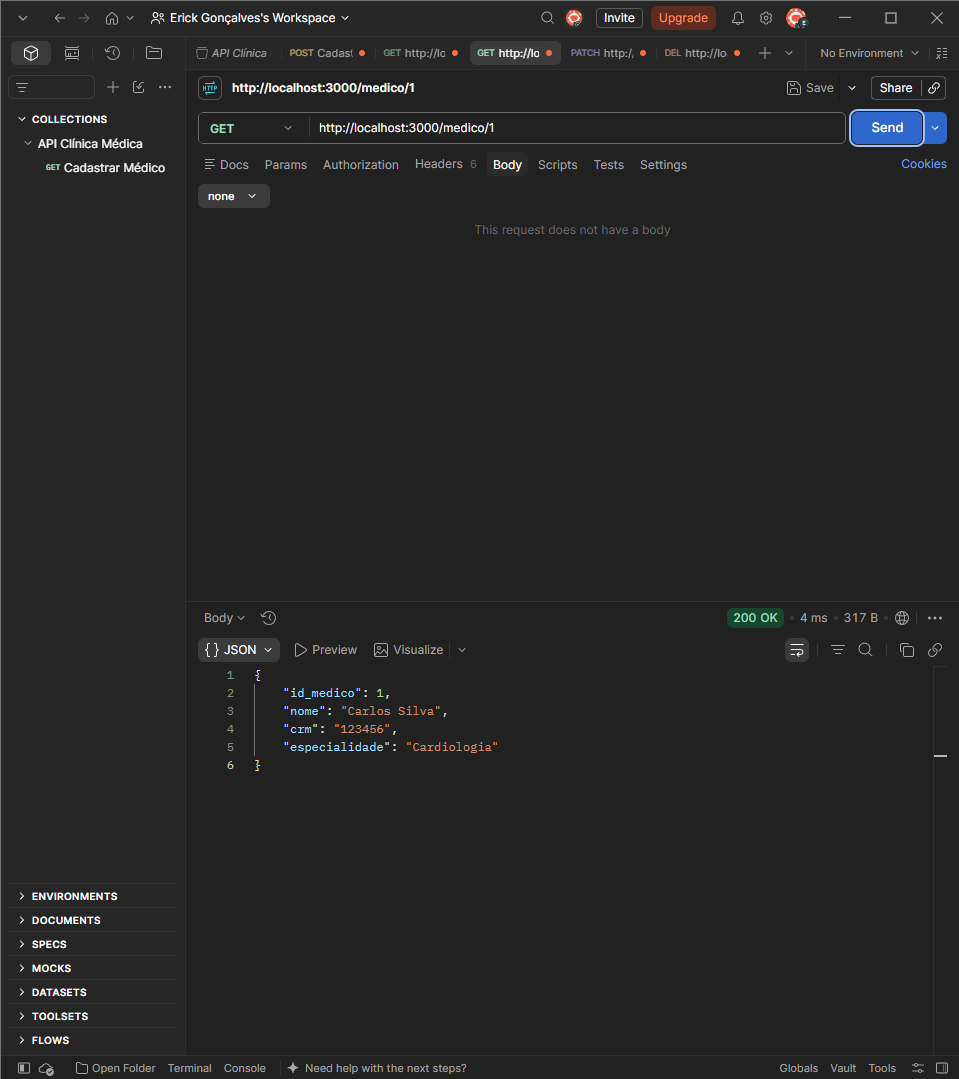 Erick Gonçalves's Workspace
Invite
Upgrade
API Clínica
POST Cadast
GET http://lo
GET http://lo
PATCH http:/,
DEL http://lo
No Environment
HTTP http://localhost:3000/medico/1
Save
Share
COLLECTIONS
API Clínica Médica
GET Cadastrar Médico
GET
http://localhost:3000/medico/1
Send
Docs
Params
Authorization
Headers 6
Body
Scripts
Tests
Settings
Cookies
none
This request does not have a body
Body
200 OK
4 ms
317 B
{} JSON
Preview
Visualize
1 {
2 "id_medico": 1,
3 "nome": "Carlos Silva",
4 "crm": "123456",
5 "especialidade": "Cardiologia"
6 }
ENVIRONMENTS
DOCUMENTS
SPECS
MOCKS
DATASETS
TOOLSETS
FLOWS
Open Folder
Terminal
Console
Need help with the next steps?
Globals
Vault
Tools